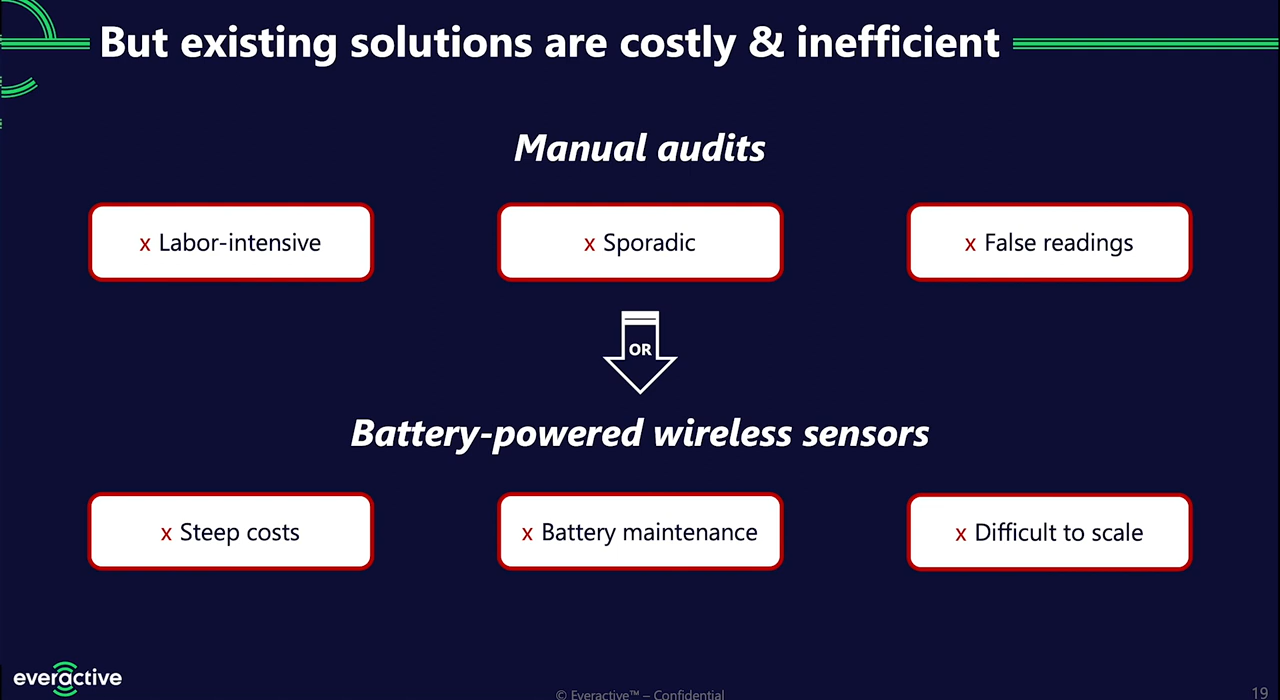 But existing solutions are costly & inefficient
Manual audits
x Labor-intensive
x Sporadic
x False readings
OR
Battery-powered wireless sensors
x Steep costs
x Battery maintenance
x Difficult to scale
everactive
© Everactive™ – Confidential
19